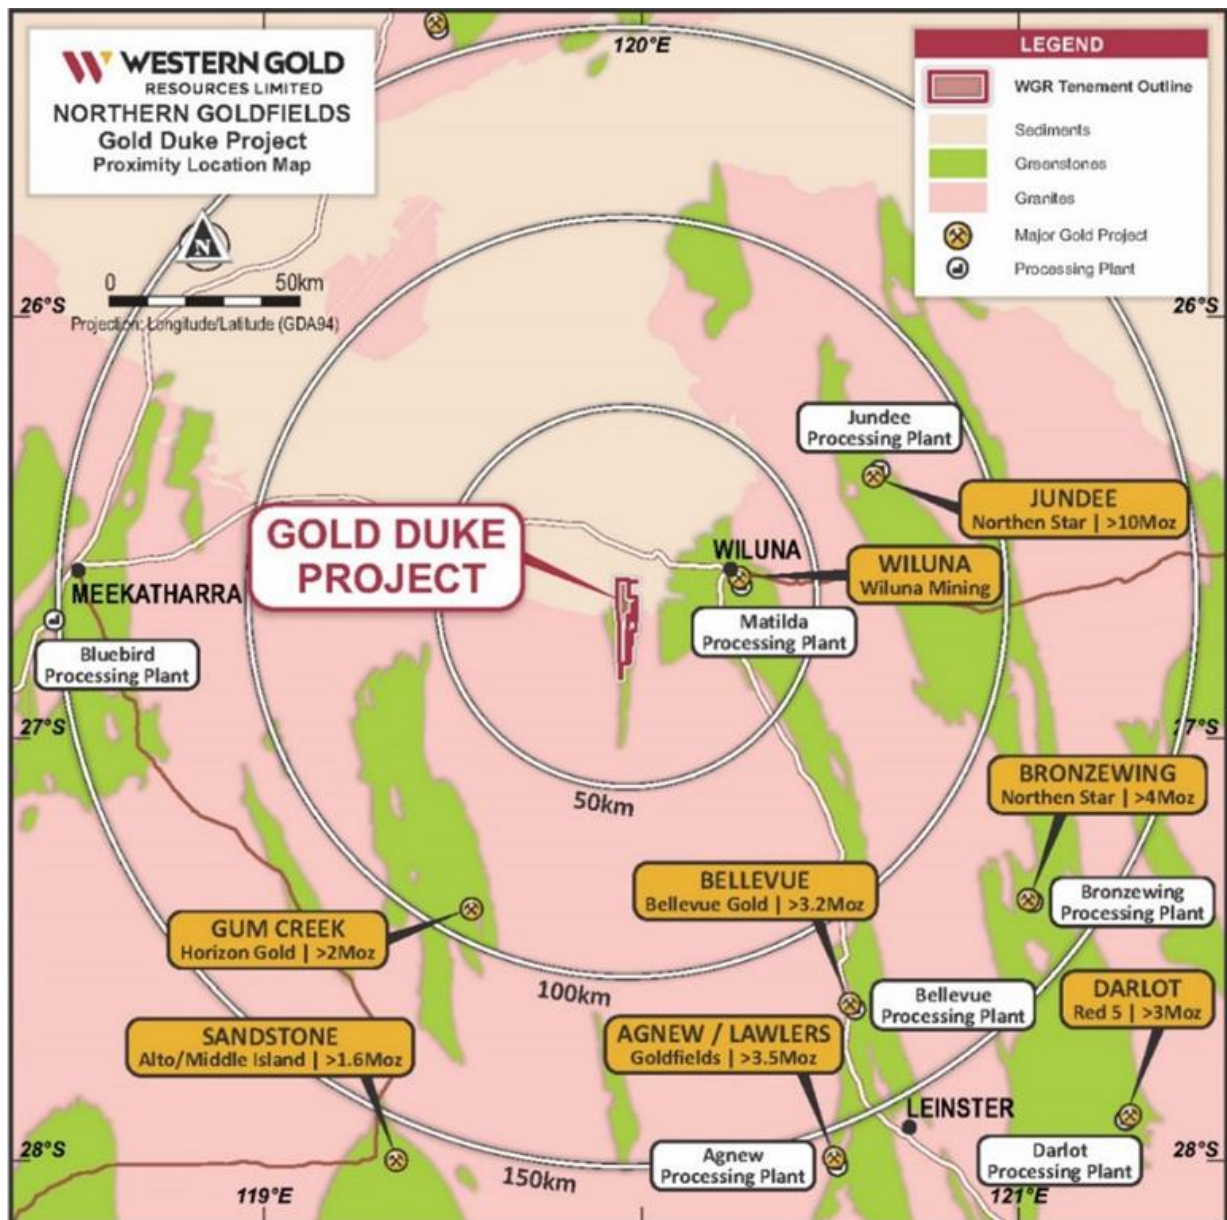 WESTERN GOLD
RESOURCES LIMITED
NORTHERN GOLDFIELDS
Gold Duke Project
Proximity Location Map
120°E
LEGEND
WGR Tenement Outline
Sediments
Greenstones
Granites
Major Gold Project
Processing Plant
N
0 50km
Projection: Longitude/Latitude (GDA94)
26°S
26°S
Jundee
Processing Plant
JUNDEE
Northen Star | >10Moz
GOLD DUKE
PROJECT
WILUNA
WILUNA
Wiluna Mining
MEEKATHARRA
Matilda
Processing Plant
Bluebird
Processing Plant
27°S
27°S
50km
BRONZEWING
Northen Star | >4Moz
BELLEVUE
Bellevue Gold | >3.2Moz
Bronzewing
Processing Plant
GUM CREEK
Horizon Gold | >2Moz
100km
Bellevue
Processing Plant
DARLOT
Red 5 | >3Moz
SANDSTONE
Alto/Middle Island | >1.6Moz
AGNEW / LAWLERS
Goldfields | >3.5Moz
LEINSTER
28°S
28°S
150km
Agnew
Processing Plant
Darlot
Processing Plant
119°E
121°E